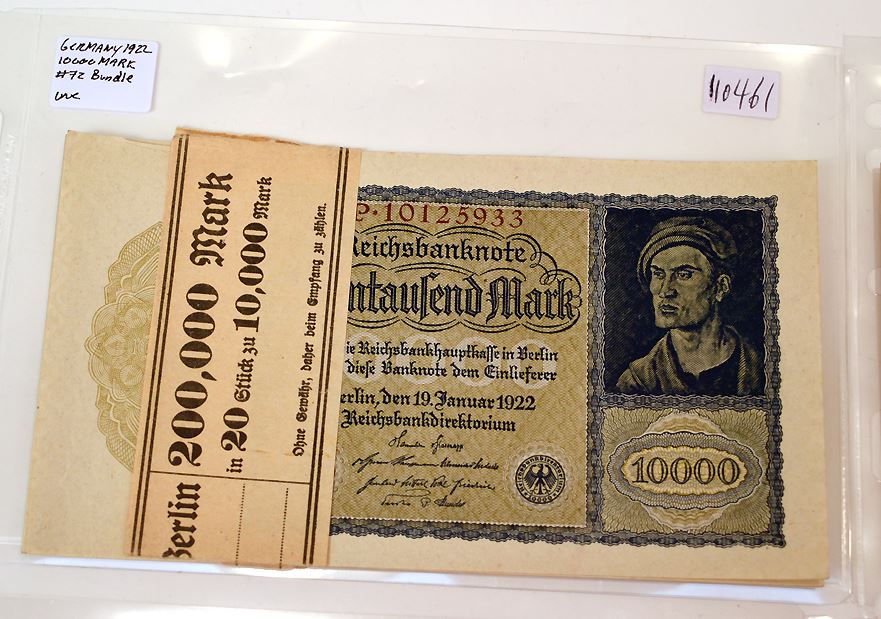 GERMANY 1922
10000 MARK
#72 Bundle
unc
110461
Berlin 200,000 Mark
in 20 Stück zu 10,000 Mark
Ohne Gewähr, daher beim Empfang zu zählen.
P·10125933
Reichsbanknote
ntausend Mark
ie Reichsbankhauptkasse in Berlin
diese Banknote dem Einlieferer
erlin, den 19. Januar 1922
Reichsbankdirektorium
10000